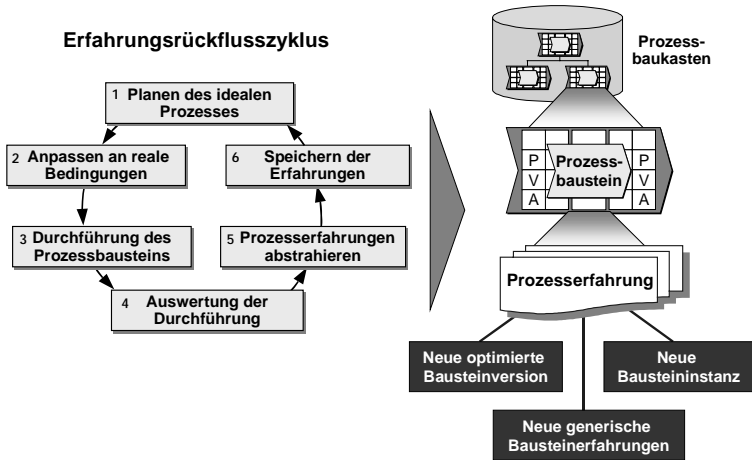 Erfahrungsrückflusszyklus
1 Planen des idealen
Prozesses
2 Anpassen an reale
Bedingungen
6 Speichern der
Erfahrungen
3 Durchführung des
Prozessbausteins
5 Prozesserfahrungen
abstrahieren
4 Auswertung der
Durchführung
Prozess-
baukasten
P
V
A
Prozess-
baustein
P
V
A
Prozesserfahrung
Neue optimierte
Bausteinversion
Neue
Bausteininstanz
Neue generische
Bausteinerfahrungen